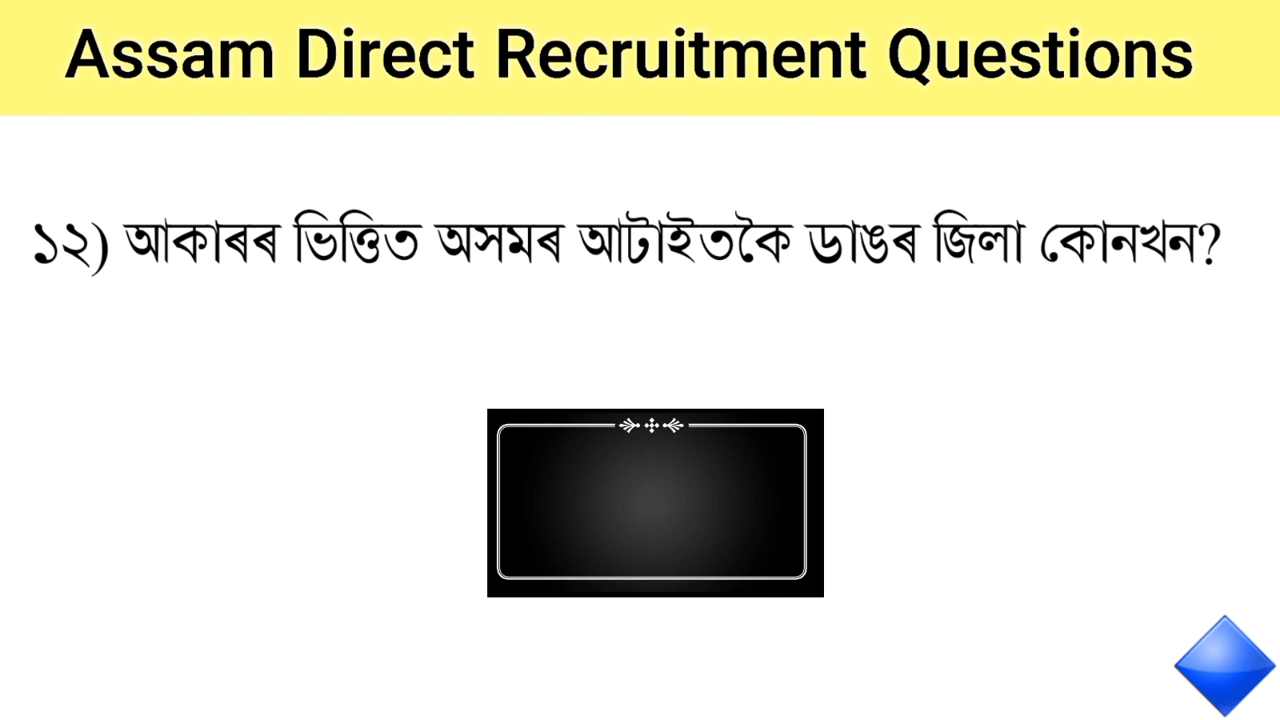 Assam Direct Recruitment Questions
১২) আকাৰৰ ভিত্তিত অসমৰ আটাইতকৈ ডাঙৰ জিলা কোনখন?